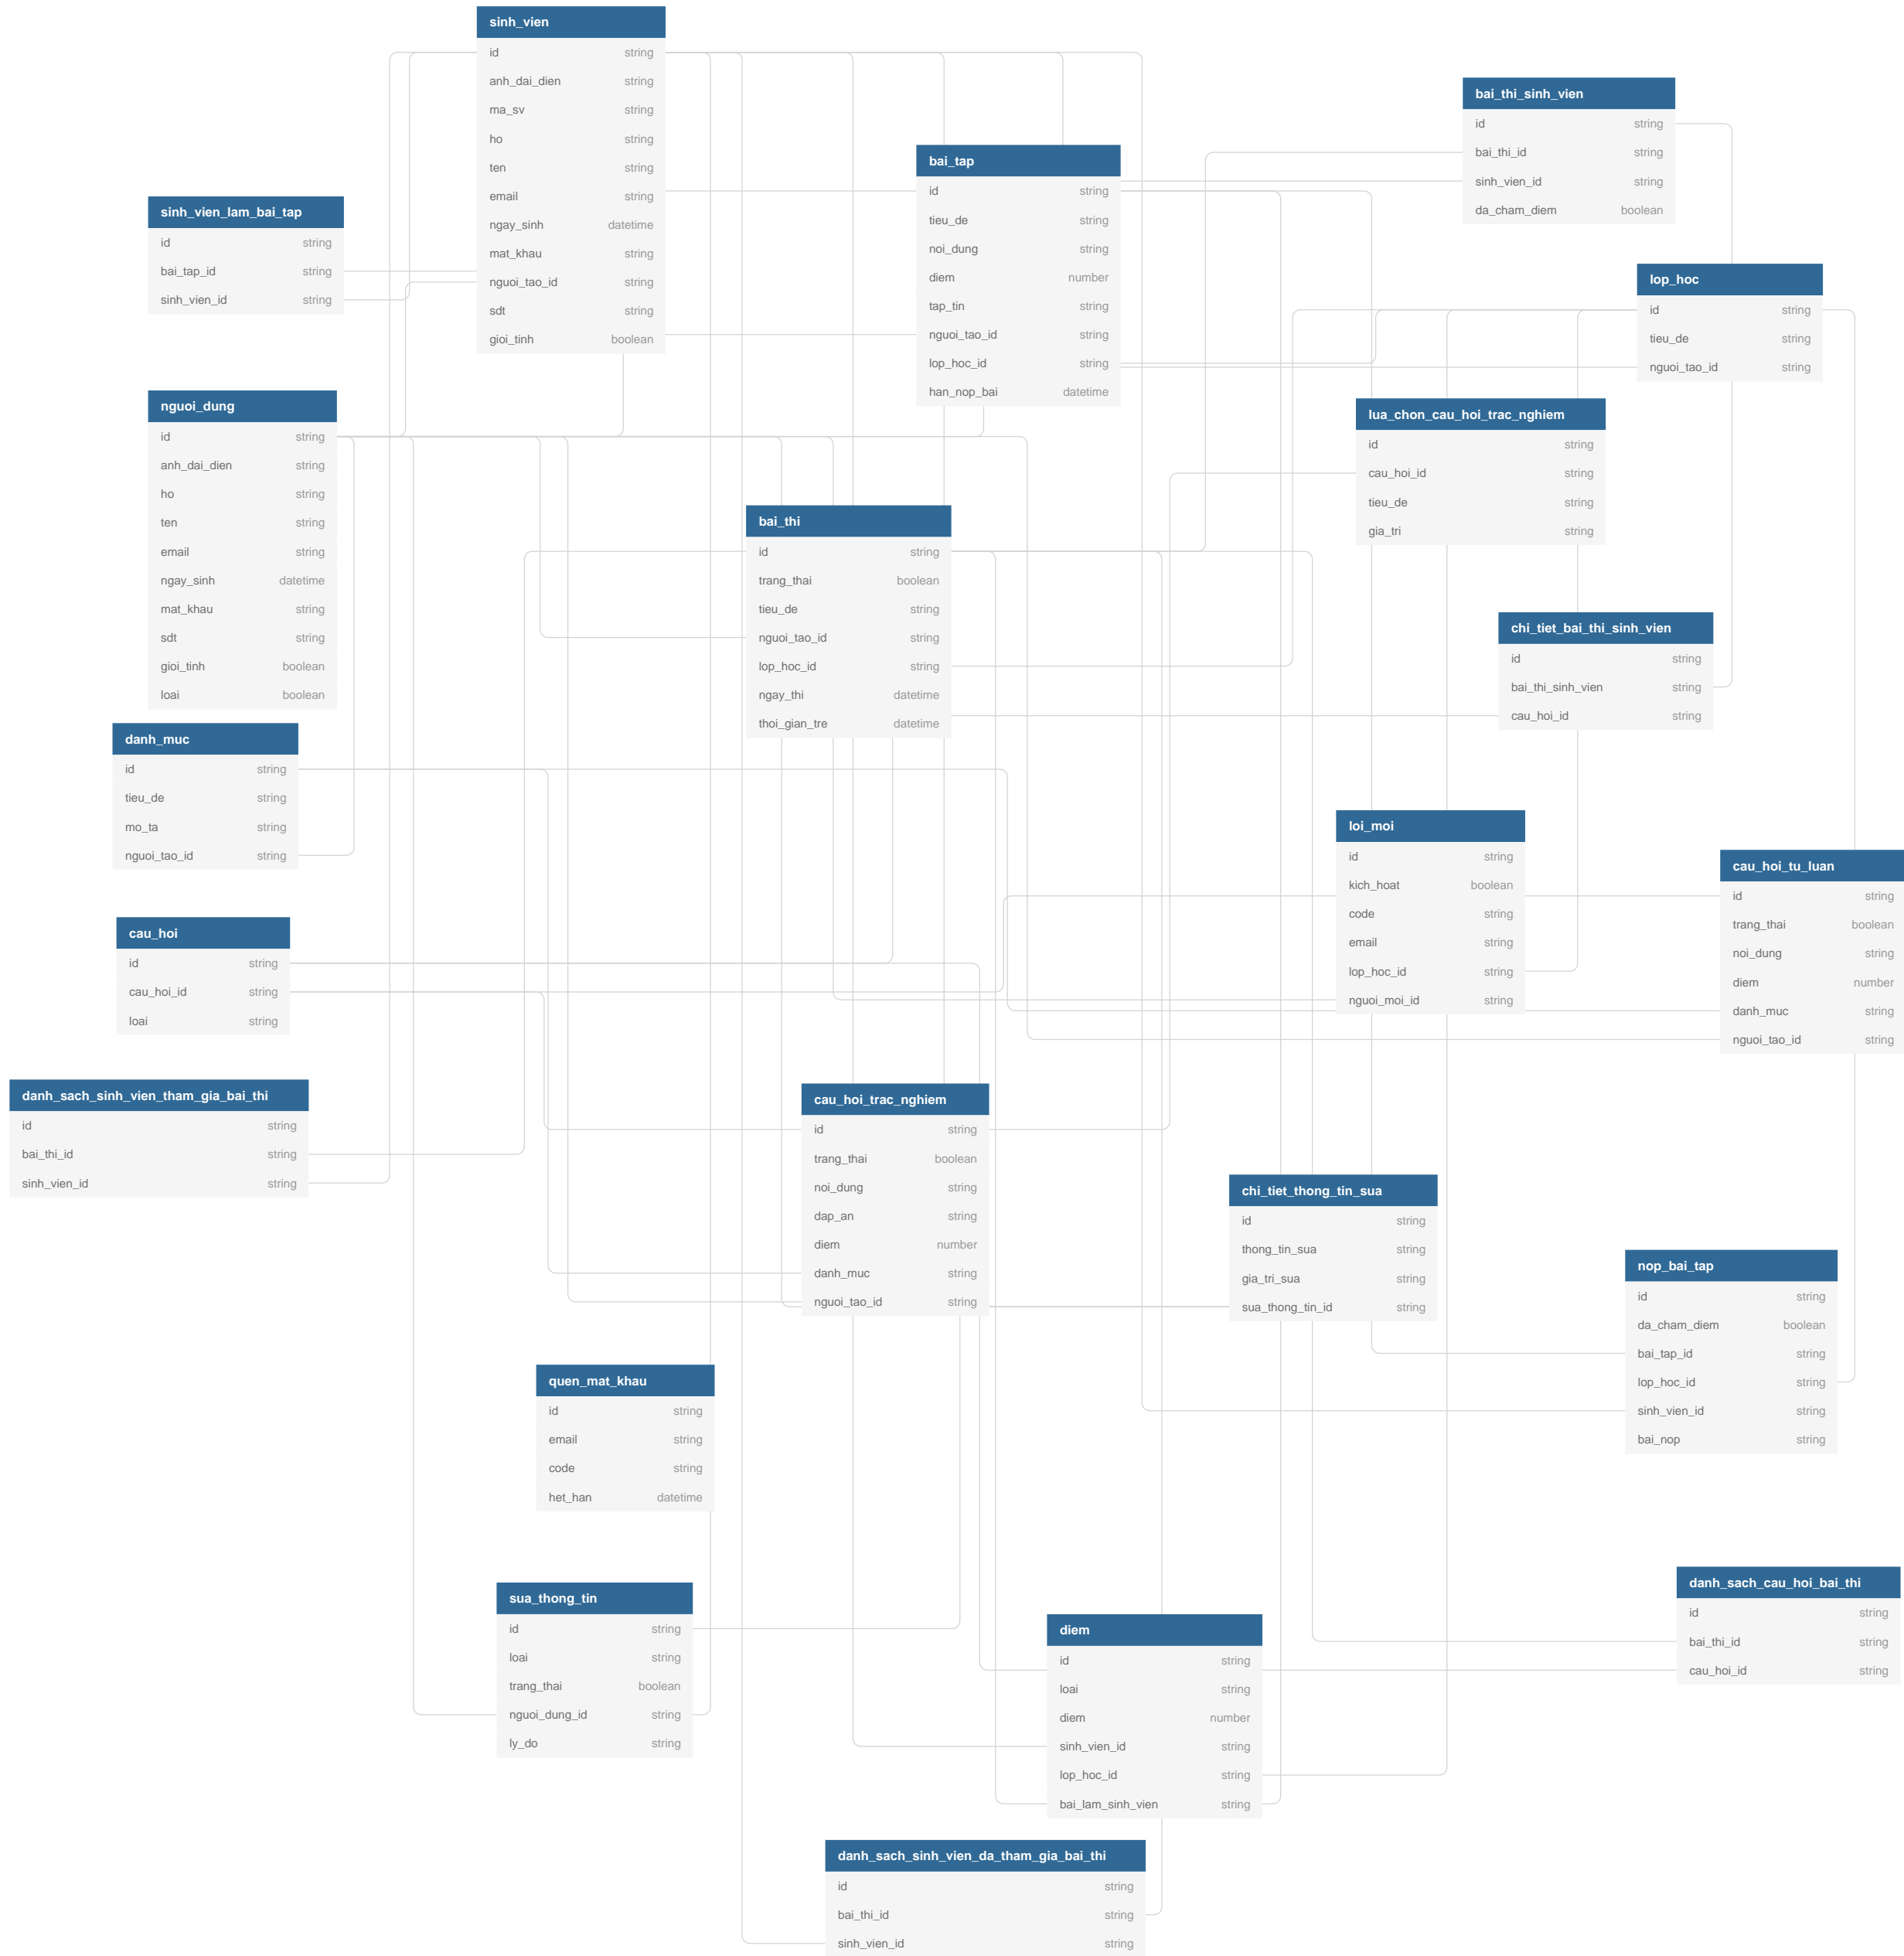 sinh_vien
id string
anh_dai_dien string
ma_sv string
ho string
ten string
email string
ngay_sinh datetime
mat_khau string
nguoi_tao_id string
sdt string
gioi_tinh boolean
bai_thi_sinh_vien
id string
bai_thi_id string
sinh_vien_id string
da_cham_diem boolean
bai_tap
id string
tieu_de string
noi_dung string
diem number
tap_tin string
nguoi_tao_id string
lop_hoc_id string
han_nop_bai datetime
sinh_vien_lam_bai_tap
id string
bai_tap_id string
sinh_vien_id string
lop_hoc
id string
tieu_de string
nguoi_tao_id string
nguoi_dung
id string
anh_dai_dien string
ho string
ten string
email string
ngay_sinh datetime
mat_khau string
sdt string
gioi_tinh boolean
loai boolean
lua_chon_cau_hoi_trac_nghiem
id string
cau_hoi_id string
tieu_de string
gia_tri string
bai_thi
id string
trang_thai boolean
tieu_de string
nguoi_tao_id string
lop_hoc_id string
ngay_thi datetime
thoi_gian_tre datetime
chi_tiet_bai_thi_sinh_vien
id string
bai_thi_sinh_vien string
cau_hoi_id string
danh_muc
id string
tieu_de string
mo_ta string
nguoi_tao_id string
loi_moi
id string
kich_hoat boolean
code string
email string
lop_hoc_id string
nguoi_moi_id string
cau_hoi_tu_luan
id string
trang_thai boolean
noi_dung string
diem number
danh_muc string
nguoi_tao_id string
cau_hoi
id string
cau_hoi_id string
loai string
danh_sach_sinh_vien_tham_gia_bai_thi
id string
bai_thi_id string
sinh_vien_id string
cau_hoi_trac_nghiem
id string
trang_thai boolean
noi_dung string
dap_an string
diem number
danh_muc string
nguoi_tao_id string
chi_tiet_thong_tin_sua
id string
thong_tin_sua string
gia_tri_sua string
sua_thong_tin_id string
nop_bai_tap
id string
da_cham_diem boolean
bai_tap_id string
lop_hoc_id string
sinh_vien_id string
bai_nop string
quen_mat_khau
id string
email string
code string
het_han datetime
danh_sach_cau_hoi_bai_thi
id string
bai_thi_id string
cau_hoi_id string
sua_thong_tin
id string
loai string
trang_thai boolean
nguoi_dung_id string
ly_do string
diem
id string
loai string
diem number
sinh_vien_id string
lop_hoc_id string
bai_lam_sinh_vien string
danh_sach_sinh_vien_da_tham_gia_bai_thi
id string
bai_thi_id string
sinh_vien_id string